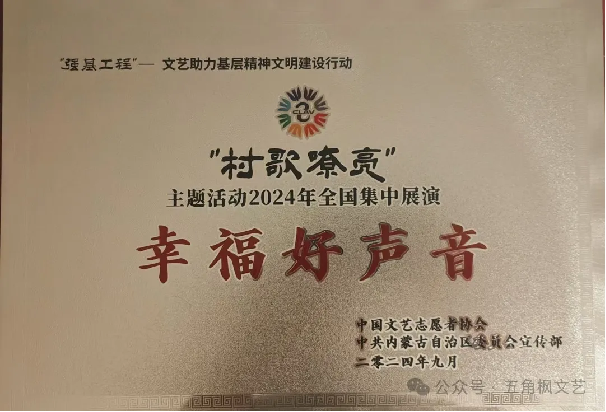 "强基工程"— 文艺助力基层精神文明建设行动
"村歌嘹亮"
主题活动2024年全国集中展演
幸福好声音
中国文艺志愿者协会
中共内蒙古自治区委员会宣传部
二零二四年九月
公众号·五角枫文艺